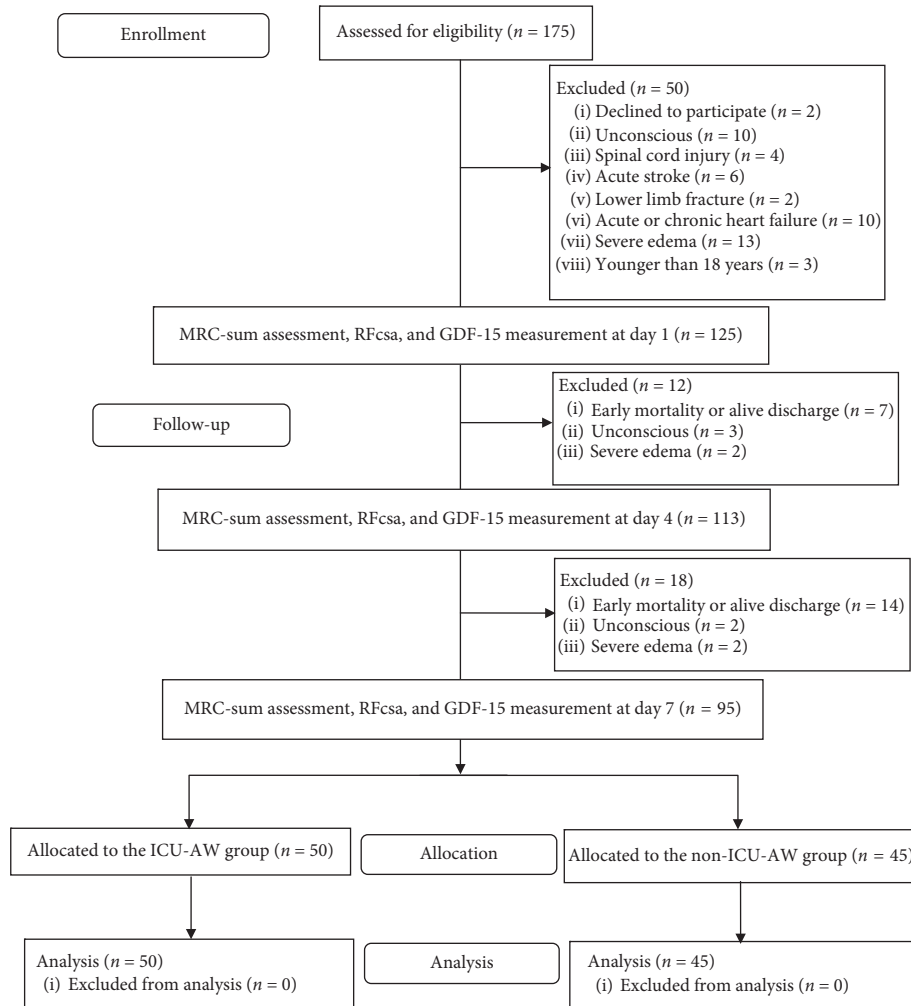 Enrollment
Assessed for eligibility (n = 175)
Excluded (n = 50)
(i) Declined to participate (n = 2)
(ii) Unconscious (n = 10)
(iii) Spinal cord injury (n = 4)
(iv) Acute stroke (n = 6)
(v) Lower limb fracture (n = 2)
(vi) Acute or chronic heart failure (n = 10)
(vii) Severe edema (n = 13)
(viii) Younger than 18 years (n = 3)
MRC-sum assessment, RFcsa, and GDF-15 measurement at day 1 (n = 125)
Follow-up
Excluded (n = 12)
(i) Early mortality or alive discharge (n = 7)
(ii) Unconscious (n = 3)
(iii) Severe edema (n = 2)
MRC-sum assessment, RFcsa, and GDF-15 measurement at day 4 (n = 113)
Excluded (n = 18)
(i) Early mortality or alive discharge (n = 14)
(ii) Unconscious (n = 2)
(iii) Severe edema (n = 2)
MRC-sum assessment, RFcsa, and GDF-15 measurement at day 7 (n = 95)
Allocated to the ICU-AW group (n = 50)
Allocation
Allocated to the non-ICU-AW group (n = 45)
Analysis (n = 50)
(i) Excluded from analysis (n = 0)
Analysis
Analysis (n = 45)
(i) Excluded from analysis (n = 0)